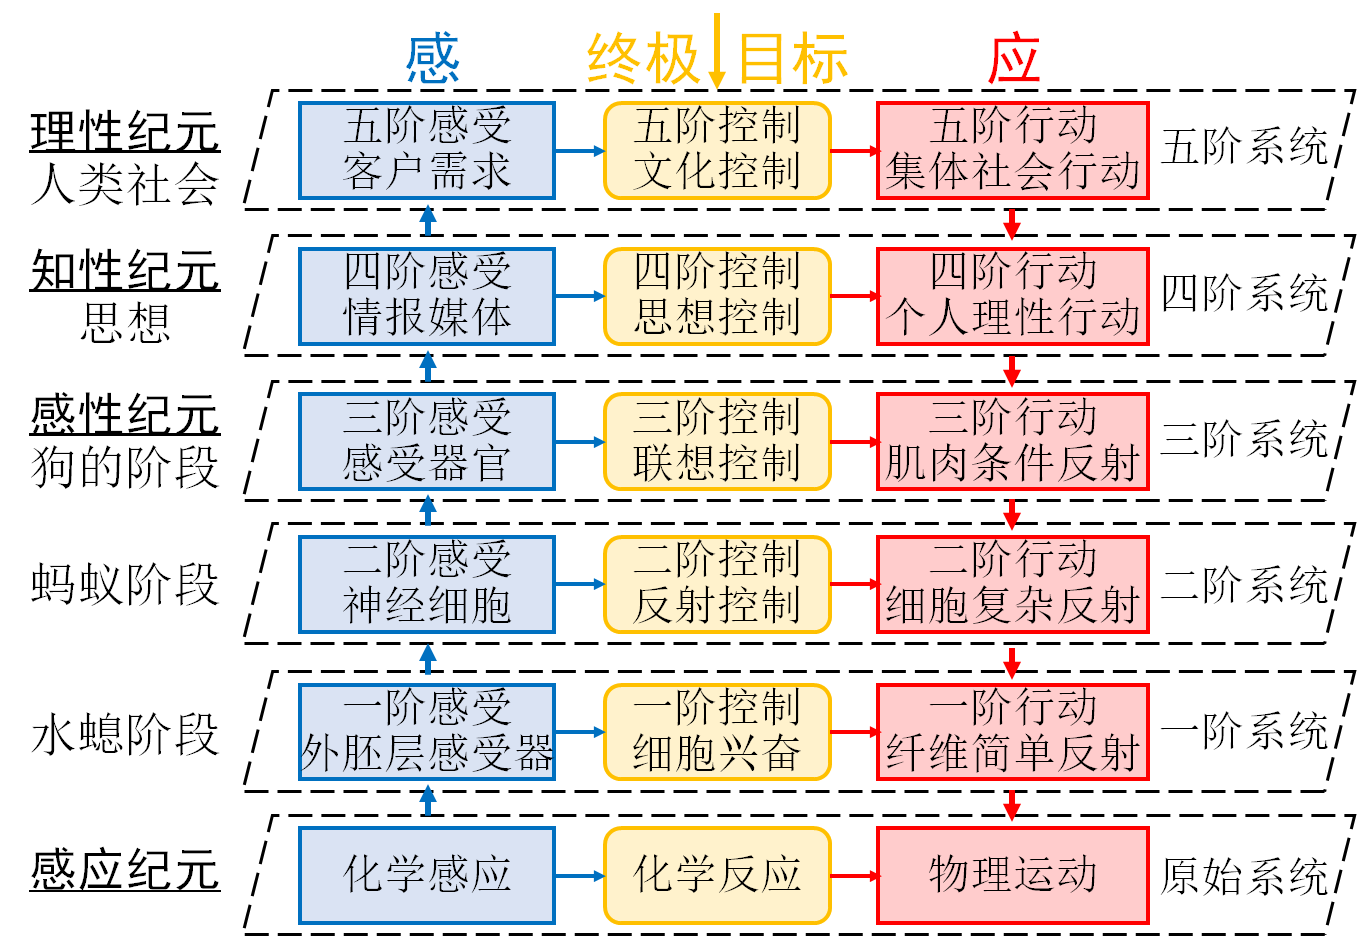 感
终极目标
应
理性纪元
人类社会
五阶感受
客户需求
五阶控制
文化控制
五阶行动
集体社会行动
五阶系统
知性纪元
思想
四阶感受
情报媒体
四阶控制
思想控制
四阶行动
个人理性行动
四阶系统
感性纪元
狗的阶段
三阶感受
感受器官
三阶控制
联想控制
三阶行动
肌肉条件反射
三阶系统
蚂蚁阶段
二阶感受
神经细胞
二阶控制
反射控制
二阶行动
细胞复杂反射
二阶系统
水螅阶段
一阶感受
外胚层感受器
一阶控制
细胞兴奋
一阶行动
纤维简单反射
一阶系统
感应纪元
化学感应
化学反应
物理运动
原始系统